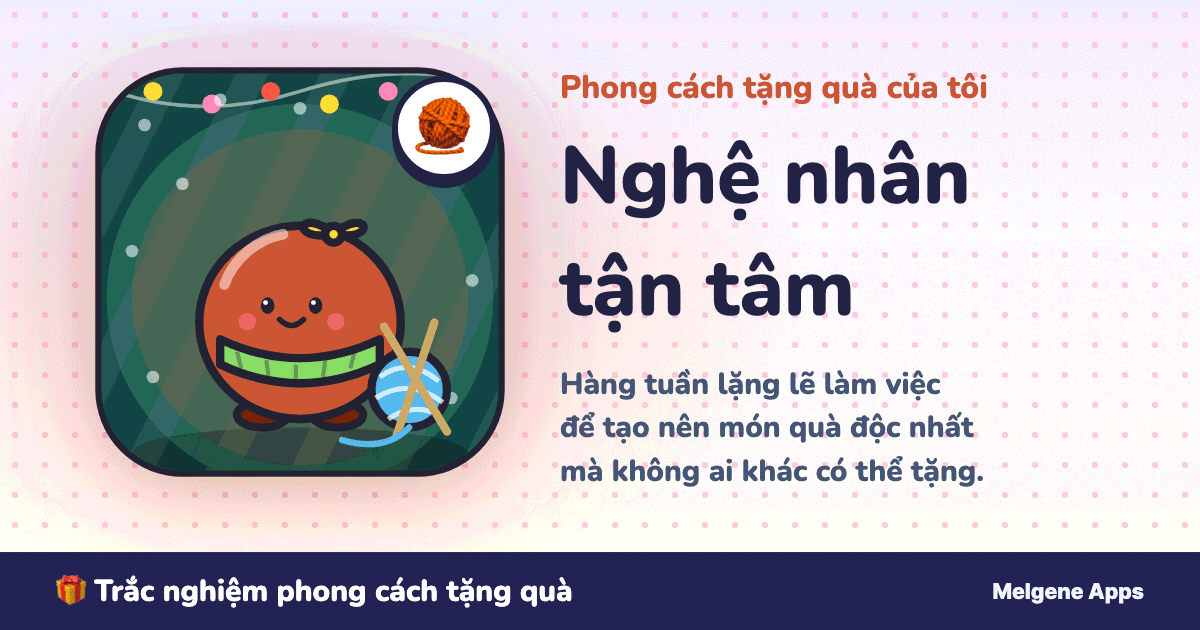 Phong cách tặng quà của tôi
Nghệ nhân
tận tâm
Hàng tuần lặng lẽ làm việc
để tạo nên món quà độc nhất
mà không ai khác có thể tặng.
Trắc nghiệm phong cách tặng quà
Melgene Apps